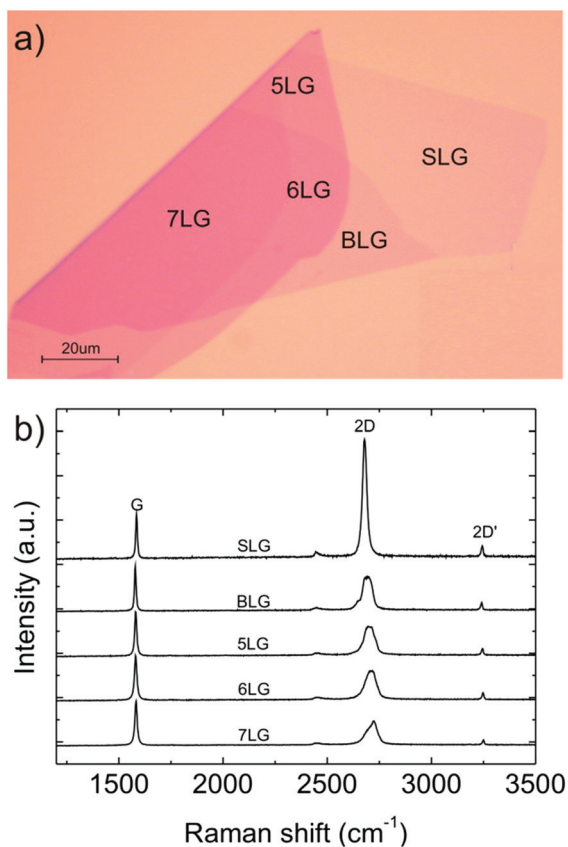 a)
5LG
SLG
6LG
7LG
BLG
20um
b)
2D
G
2D'
SLG
BLG
5LG
6LG
7LG
Intensity (a.u.)
1500 2000 2500 3000 3500
Raman shift (cm⁻¹)